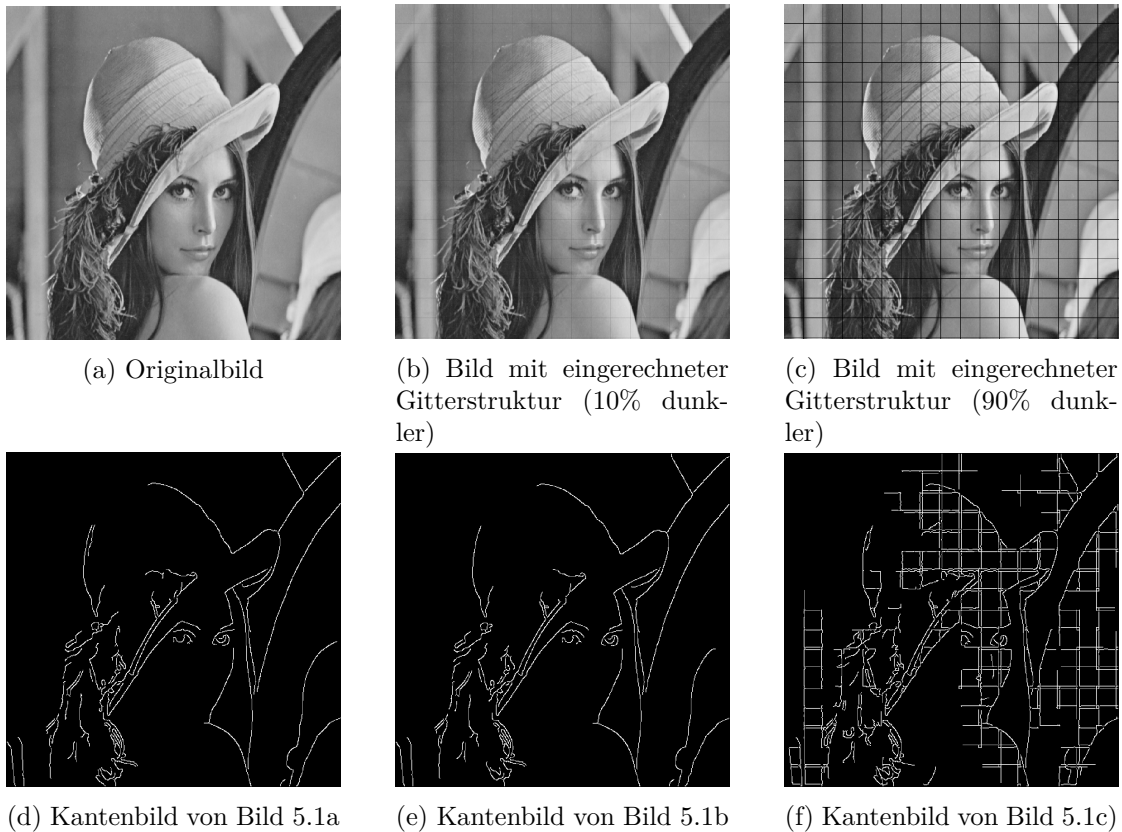 (a) Originalbild
(b) Bild mit eingerechneter
Gitterstruktur (10% dunk-
ler)
(c) Bild mit eingerechneter
Gitterstruktur (90% dunk-
ler)
(d) Kantenbild von Bild 5.1a
(e) Kantenbild von Bild 5.1b
(f) Kantenbild von Bild 5.1c)